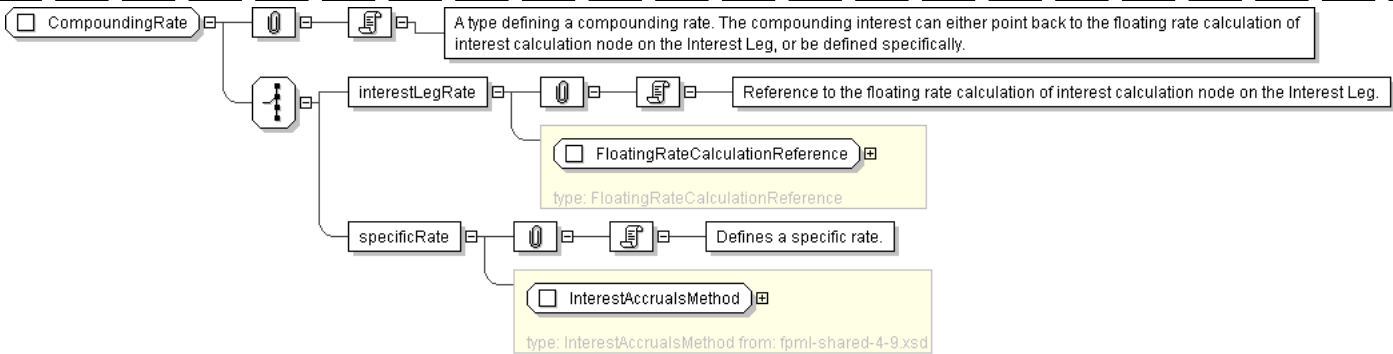 CompoundingRate
A type defining a compounding rate. The compounding interest can either point back to the floating rate calculation of
interest calculation node on the Interest Leg, or be defined specifically.
interestLegRate
Reference to the floating rate calculation of interest calculation node on the Interest Leg.
FloatingRateCalculationReference
type: FloatingRateCalculationReference
specificRate
Defines a specific rate.
InterestAccrualsMethod
type: InterestAccrualsMethod from: fpml-shared-4-9.xsd